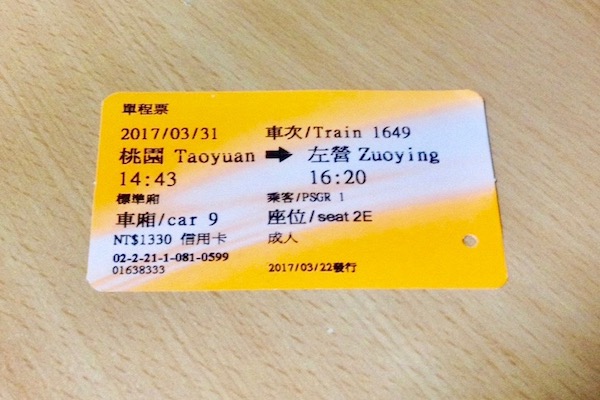 單程票
2017/03/31 車次/Train 1649
桃園 Taoyuan → 左營 Zuoying
14:43 16:20
標準廂 乘客/PSGR 1
車廂/car 9 座位/seat 2E
NT$1330 信用卡 成人
02-2-21-1-081-0599
01638333 2017/03/22發行